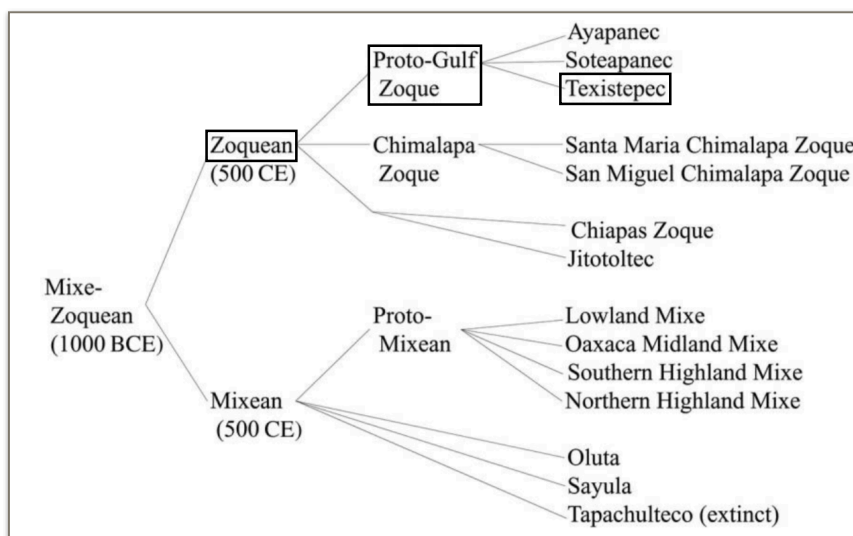 Ayapanec
Proto-Gulf
Zoque
Soteapanec
Texistepec
Zoquean
(500 CE)
Chimalapa
Zoque
Santa Maria Chimalapa Zoque
San Miguel Chimalapa Zoque
Chiapas Zoque
Jitotoltec
Mixe-
Zoquean
(1000 BCE)
Proto-
Mixean
Lowland Mixe
Oaxaca Midland Mixe
Southern Highland Mixe
Northern Highland Mixe
Mixean
(500 CE)
Oluta
Sayula
Tapachulteco (extinct)